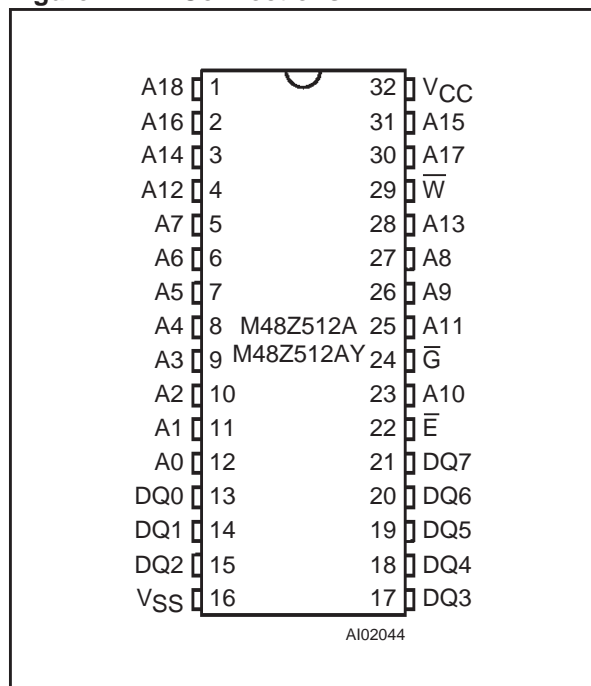 A18 1 32 VCC
A16 2 31 A15
A14 3 30 A17
A12 4 29 W̅
A7 5 28 A13
A6 6 27 A8
A5 7 26 A9
A4 8 M48Z512A 25 A11
A3 9 M48Z512AY 24 G̅
A2 10 23 A10
A1 11 22 E̅
A0 12 21 DQ7
DQ0 13 20 DQ6
DQ1 14 19 DQ5
DQ2 15 18 DQ4
VSS 16 17 DQ3
AI02044